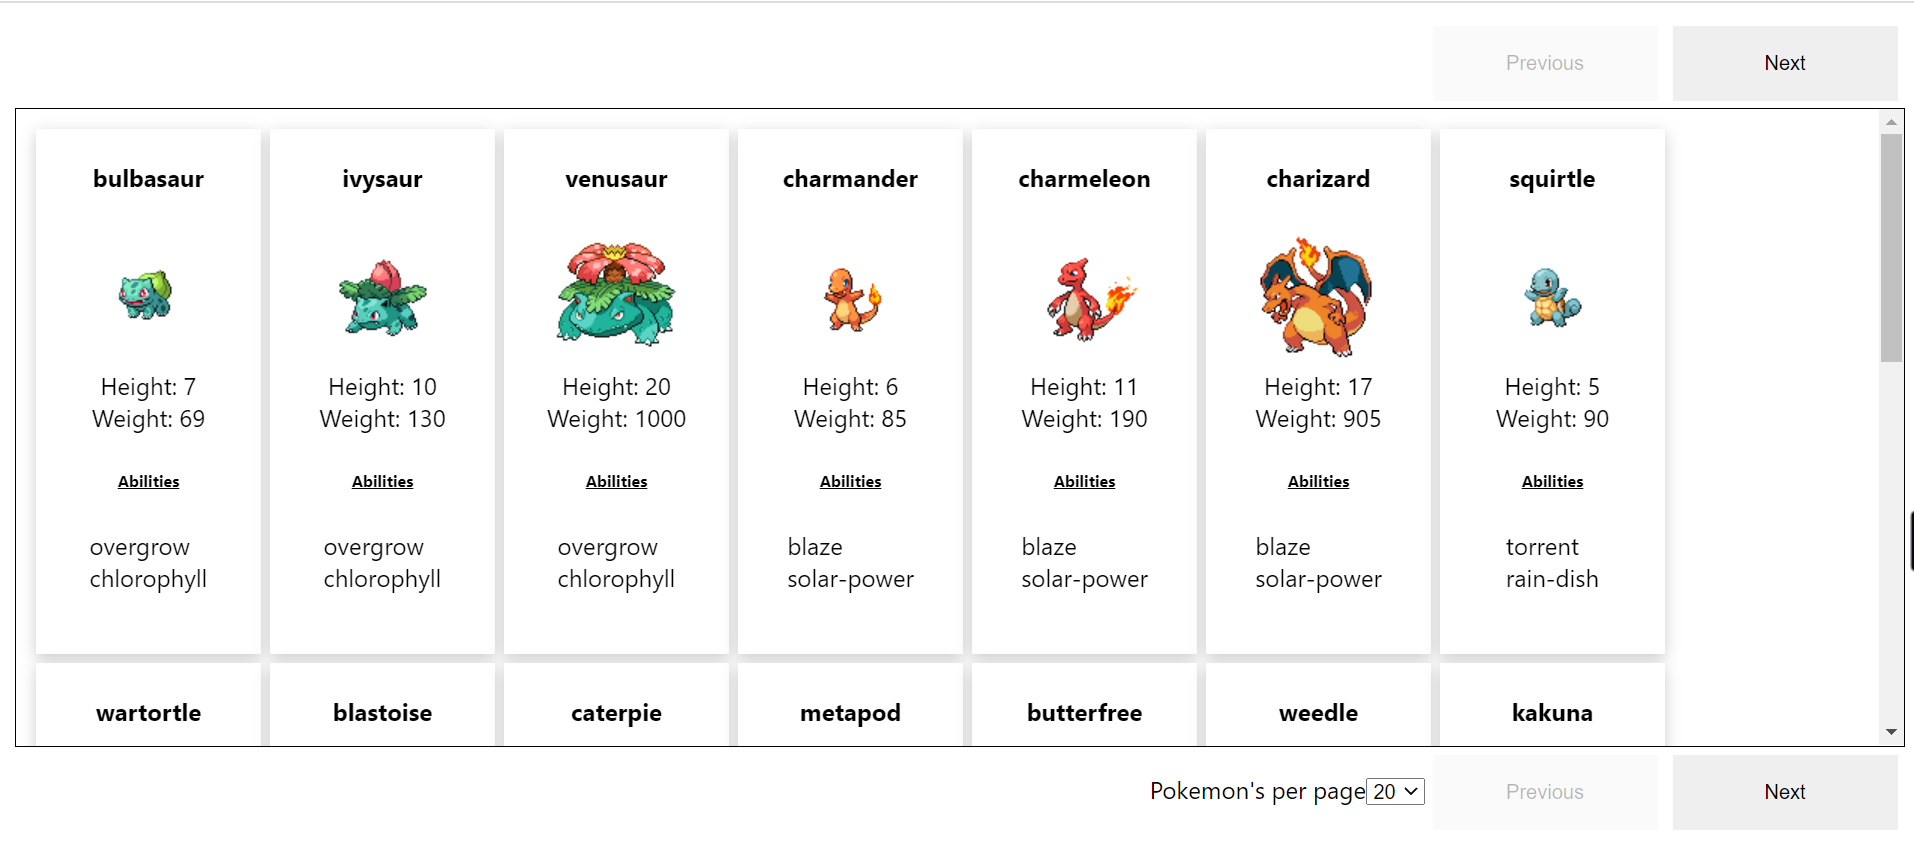 Previous
Next
bulbasaur
Height: 7
Weight: 69
Abilities
overgrow
chlorophyll
ivysaur
Height: 10
Weight: 130
Abilities
overgrow
chlorophyll
venusaur
Height: 20
Weight: 1000
Abilities
overgrow
chlorophyll
charmander
Height: 6
Weight: 85
Abilities
blaze
solar-power
charmeleon
Height: 11
Weight: 190
Abilities
blaze
solar-power
charizard
Height: 17
Weight: 905
Abilities
blaze
solar-power
squirtle
Height: 5
Weight: 90
Abilities
torrent
rain-dish
wartortle
blastoise
caterpie
metapod
butterfree
weedle
kakuna
Pokemon's per page 20
Previous
Next